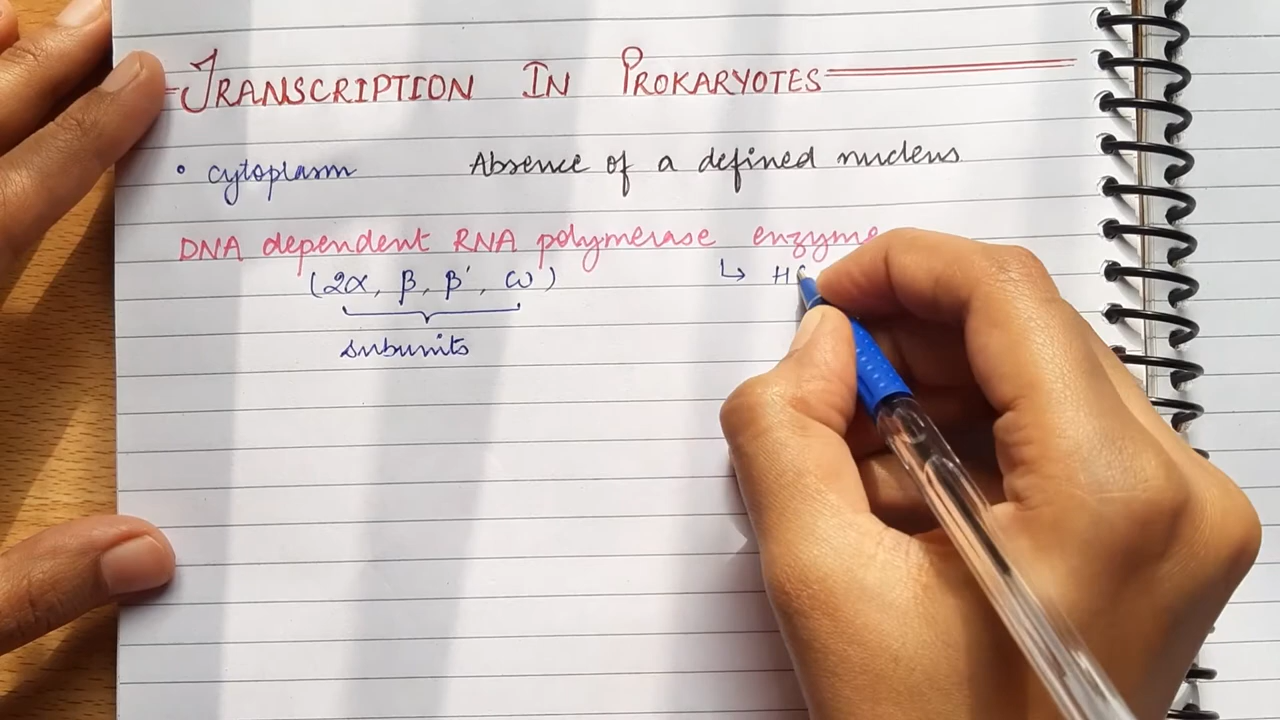 TRANSCRIPTION IN PROKARYOTES
• cytoplasm Absence of a defined nucleus
DNA dependent RNA polymerase enzyme
(2α, β, β', ω) ↳
subunits